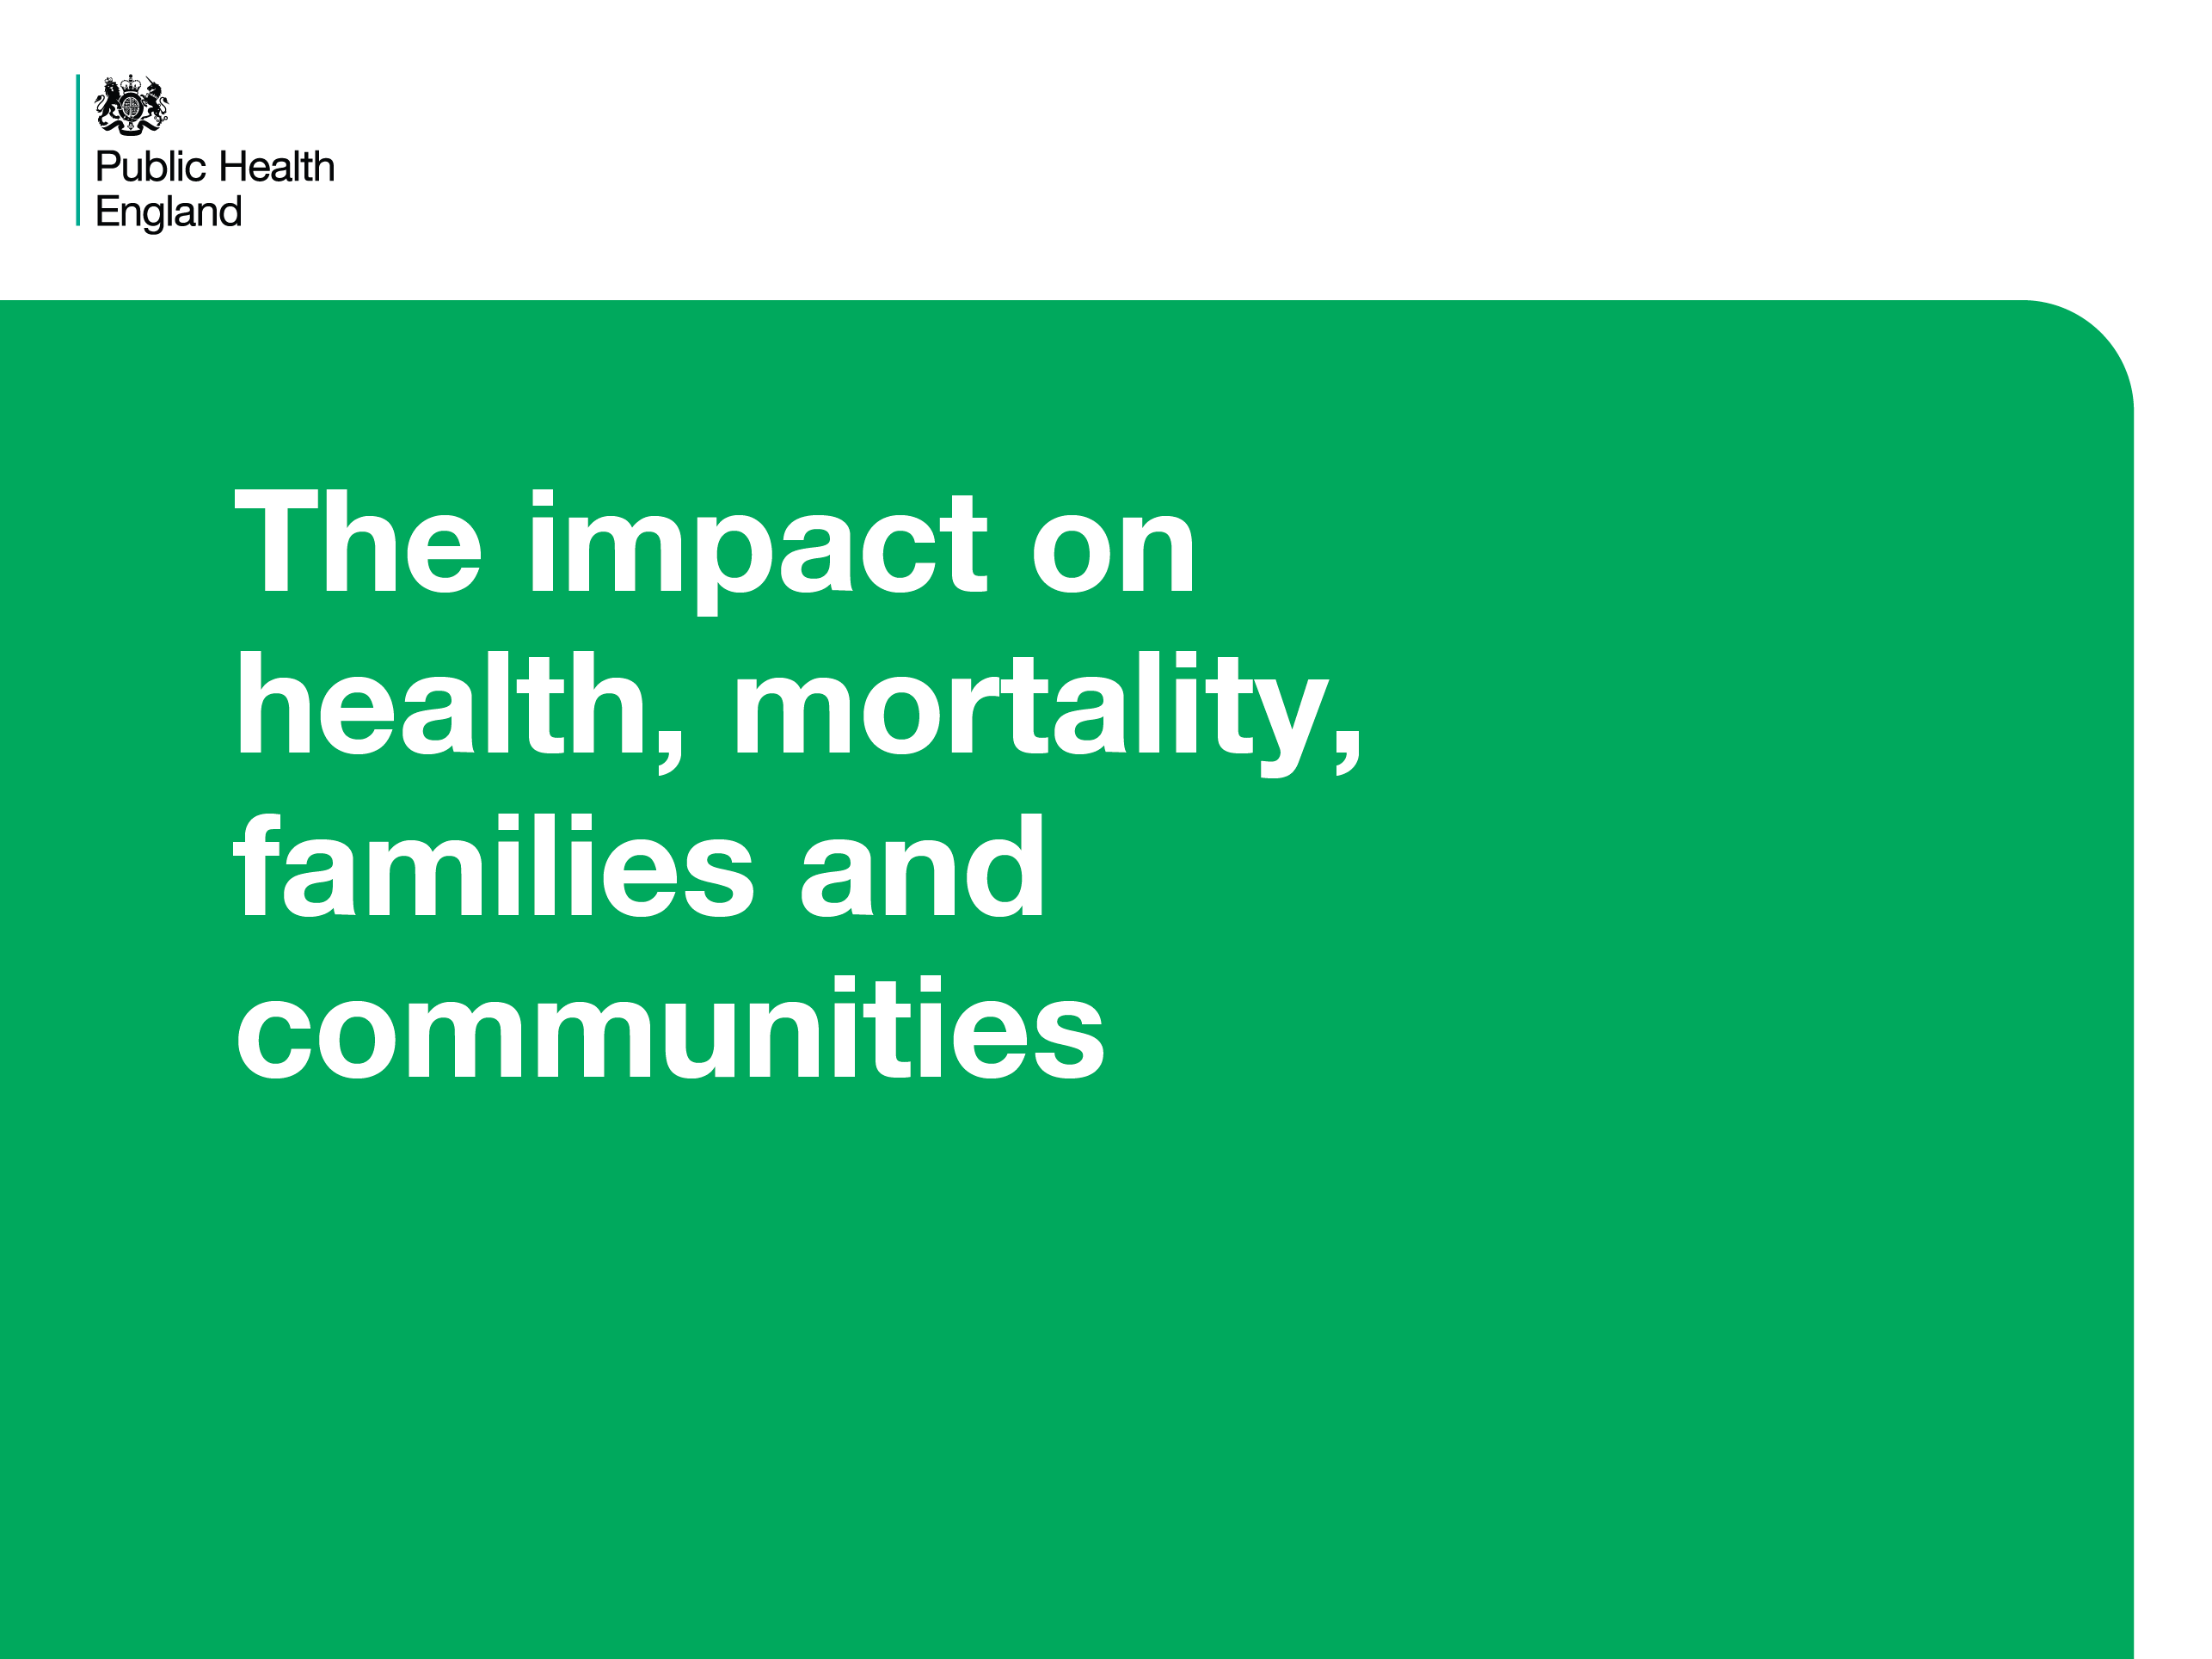 Public Health
England
The impact on
health, mortality,
families and
communities